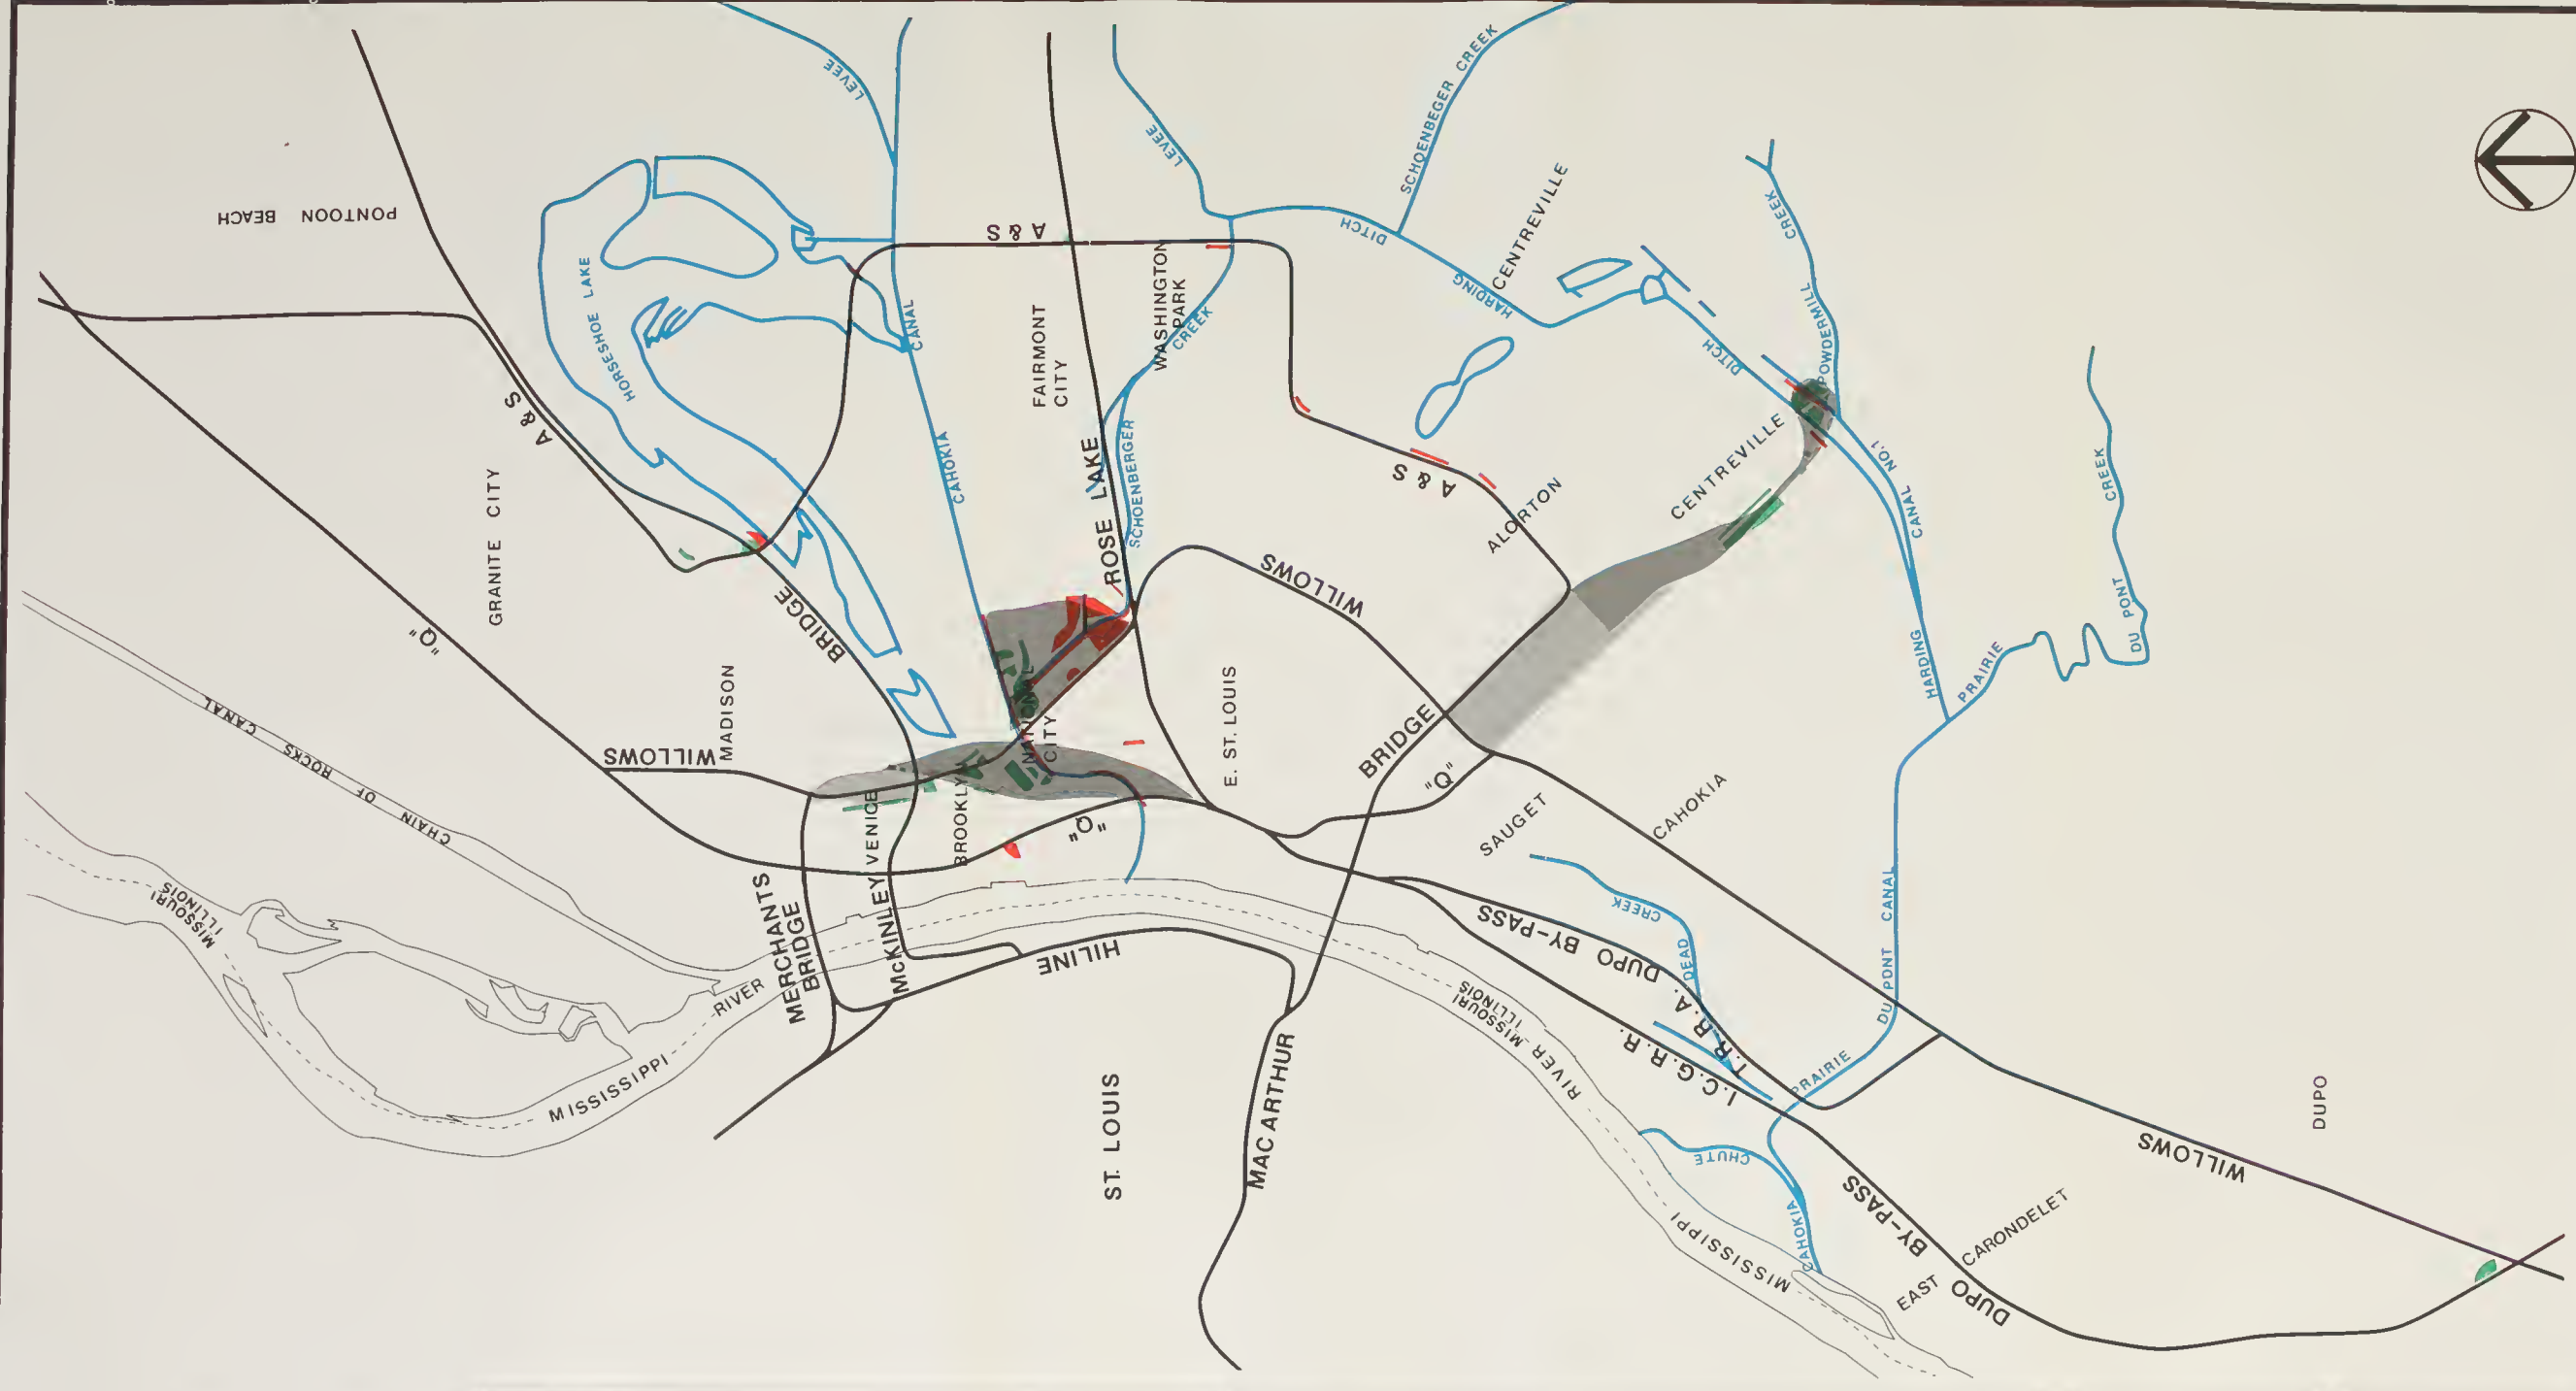 LEVEE
SCHOENBEGER CREEK
LEVEE
PONTOON BEACH
A & S
DITCH
CENTREVILLE
CREEK
HORSESHOE LAKE
CANAL
WASHINGTON
PARK
CREEK
HARDING
POWDERMILL
FAIRMONT
CITY
DITCH
A & S
CAHOKIA
ROSE LAKE
SCHOENBERGER
A & S
ALORTON
CENTREVILLE
NO.1
CANAL
CREEK
GRANITE CITY
"Q"
BRIDGE
WILLOWS
DU PONT
HARDING
PRAIRIE
CANAL
ROCKS
OF
CHAIN
MADISON
WILLOWS
NATIONAL
CITY
E. ST. LOUIS
BRIDGE
"Q"
VENICE
BROOKLYN
"Q"
SAUGET
CAHOKIA
MISSOURI
ILLINOIS
MERCHANTS
BRIDGE
McKINLEY
HILINE
DUPO BY-PASS
CREEK
DEAD
DU PONT CANAL
RIVER
MISSISSIPPI
MISSOURI
ILLINOIS
RIVER
T.R.R.A.
I.C.G.R.R.
PRAIRIE
ST. LOUIS
MACARTHUR
CHUTE
CAHOKIA
MISSISSIPPI
DUPO BY-PASS
EAST CARONDELET
WILLOWS
DUPO